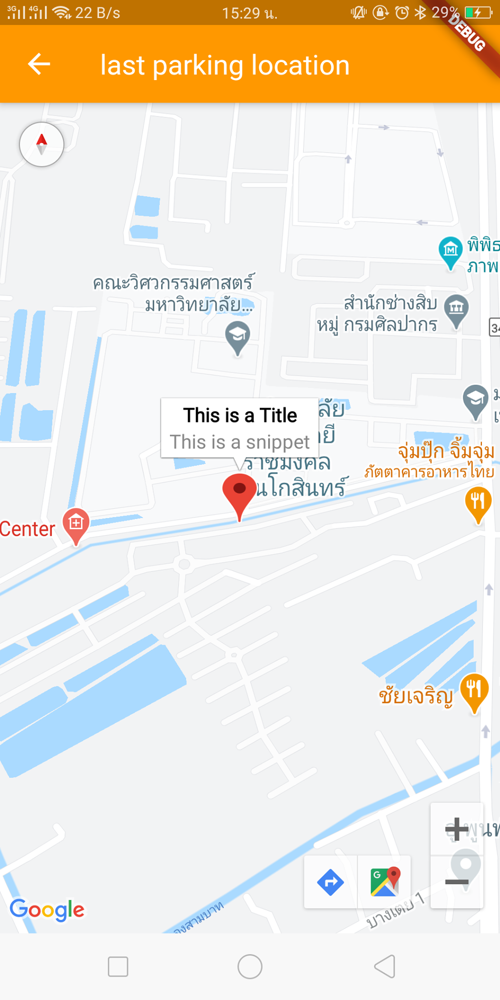 3G 4G 22 B/s 15:29 น. 29%
DEBUG
last parking location
พิพิธ
ภาพ
คณะวิศวกรรมศาสตร์
มหาวิทยาลัย...
สำนักช่างสิบ
หมู่ กรมศิลปากร
34
This is a Title
This is a snippet
ลัย
ยี
ราชมงคล
นโกสินทร์
จุ่มปุ๊ก จิ้มจุ่ม
ภัตตาคารอาหารไทย
Center
ชัยเจริญ
G
Google
องสามบาท
บางเตย 1